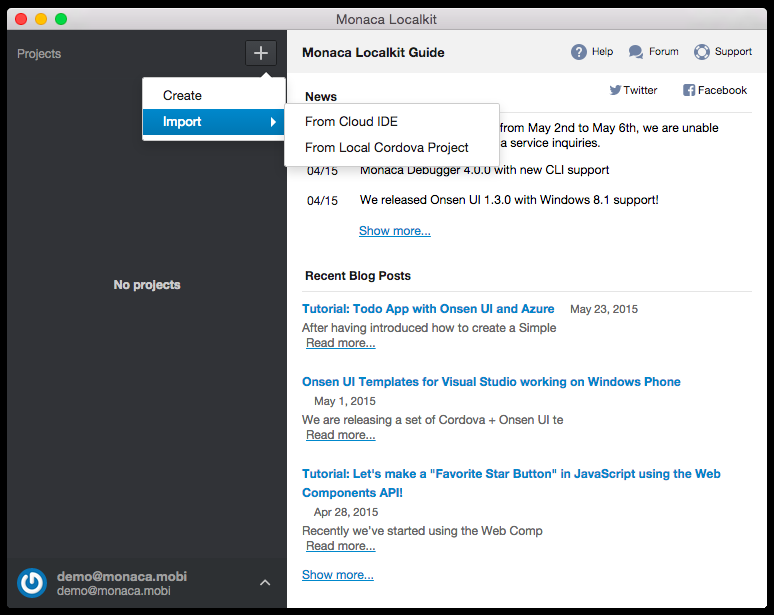 Monaca Localkit
Projects
+
Create
Import
From Cloud IDE
From Local Cordova Project
No projects
demo@monaca.mobi
demo@monaca.mobi
Monaca Localkit Guide
Help
Forum
Support
Twitter
Facebook
News
from May 2nd to May 6th, we are unable
a service inquiries.
04/15 Monaca Debugger 4.0.0 with new CLI support
04/15 We released Onsen UI 1.3.0 with Windows 8.1 support!
Show more...
Recent Blog Posts
Tutorial: Todo App with Onsen UI and Azure May 23, 2015
After having introduced how to create a Simple
Read more...
Onsen UI Templates for Visual Studio working on Windows Phone
May 1, 2015
We are releasing a set of Cordova + Onsen UI te
Read more...
Tutorial: Let's make a "Favorite Star Button" in JavaScript using the Web
Components API!
Apr 28, 2015
Recently we've started using the Web Comp
Read more...
Show more...